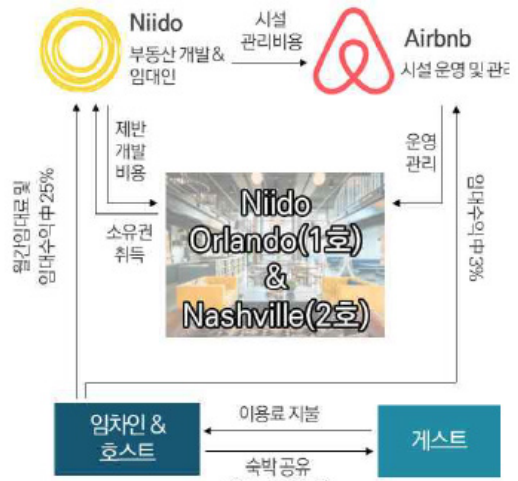 Niido
부동산 개발 &
임대인
시설
관리비용
Airbnb
시설 운영 및 관리
제반
개발
비용
운영
관리
소유권
취득
Niido
Orlando(1호)
&
Nashville(2호)
월간임대료 및
임대수익 中 25%
임대수익 中 3%
임차인 &
호스트
이용료 지불
숙박 공유
게스트